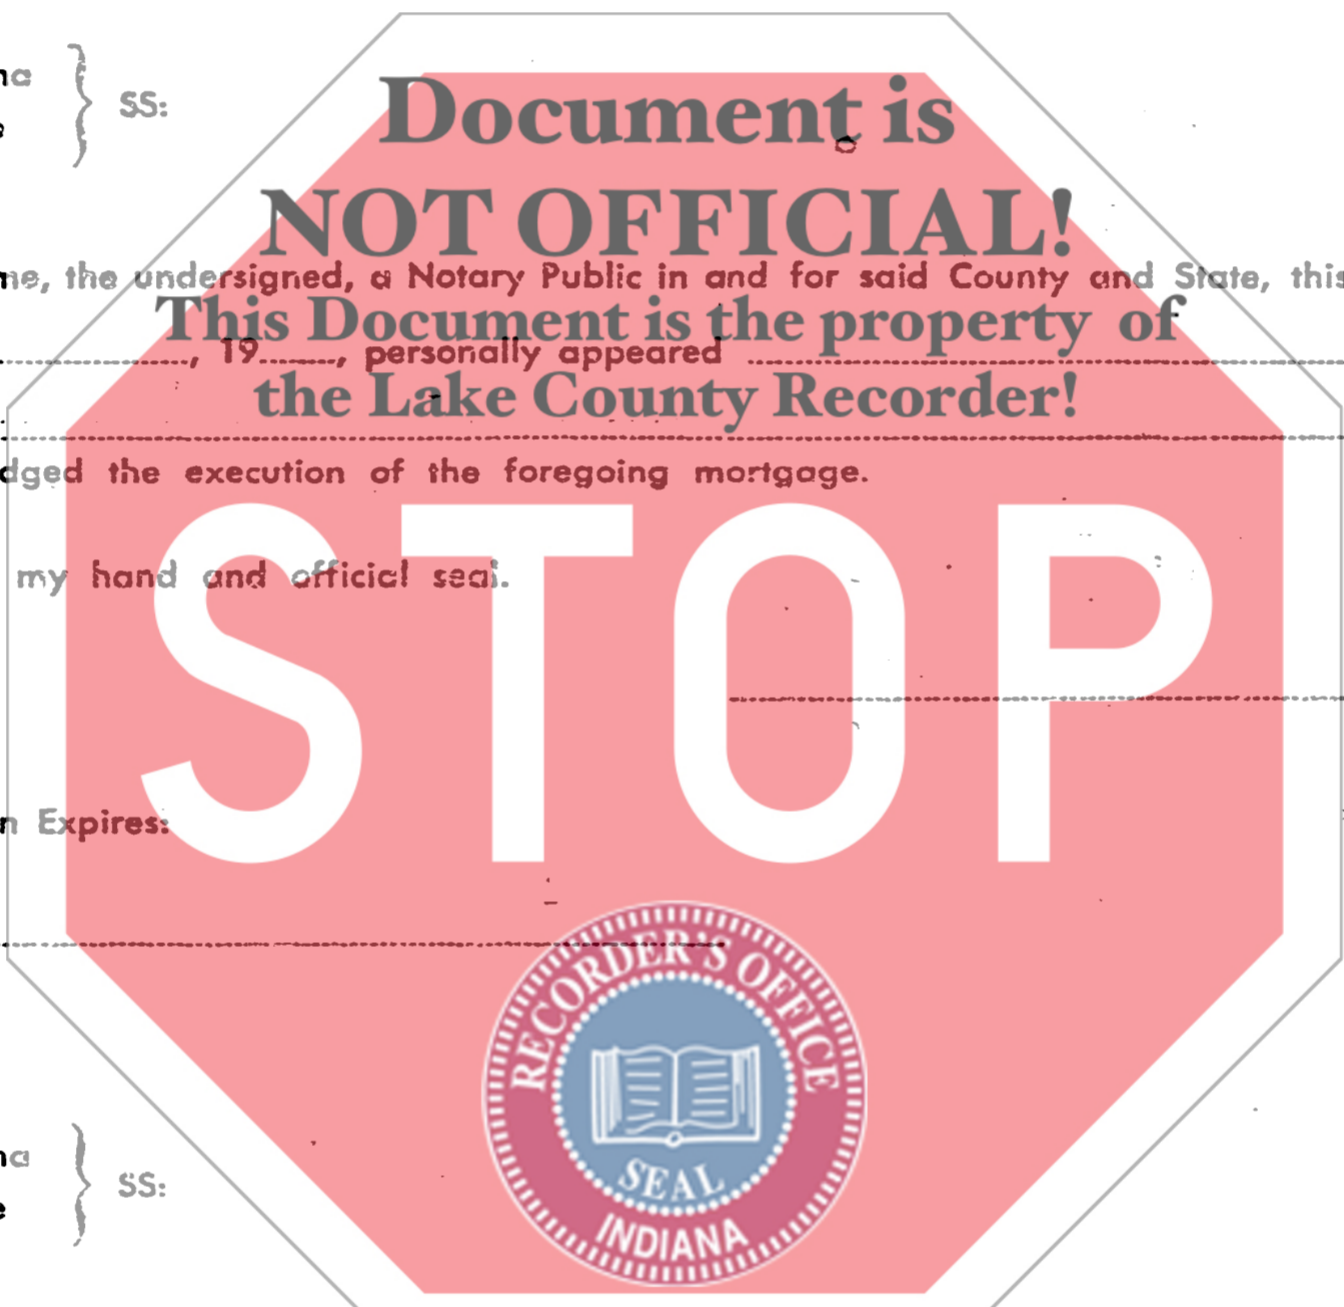 SS:
Document is
NOT OFFICIAL!
the undersigned, a Notary Public in and for said County and State, this
This Document is the property of
, 19, personally appeared
the Lake County Recorder!
the execution of the foregoing mortgage.
STOP
my hand and official seal.
Expires:
RECORDER'S OFFICE
SEAL
INDIANA
SS: